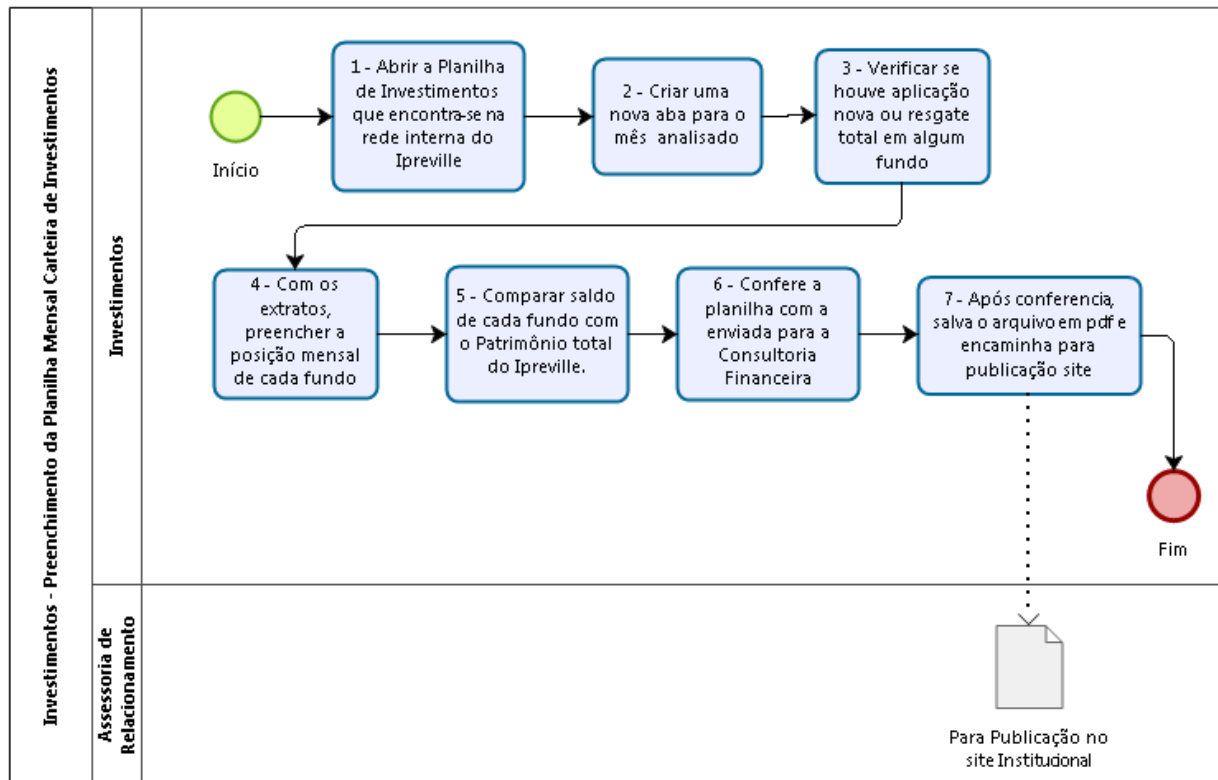 Investimentos - Preenchimento da Planilha Mensal Carteira de Investimentos
Investimentos
Início
1 - Abrir a Planilha
de Investimentos
que encontra-se na
rede interna do
Ipreville
2 - Criar uma
nova aba para o
mês analisado
3 - Verificar se
houve aplicação
nova ou resgate
total em algum
fundo
4 - Com os
extratos,
preencher a
posição mensal
de cada fundo
5 - Comparar saldo
de cada fundo com
o Patrimônio total
do Ipreville.
6 - Confere a
planilha com a
enviada para a
Consultoria
Financeira
7 - Após conferencia,
salva o arquivo em pdf e
encaminha para
publicação site
Fim
Assessoria de
Relacionamento
Para Publicação no
site Institucional